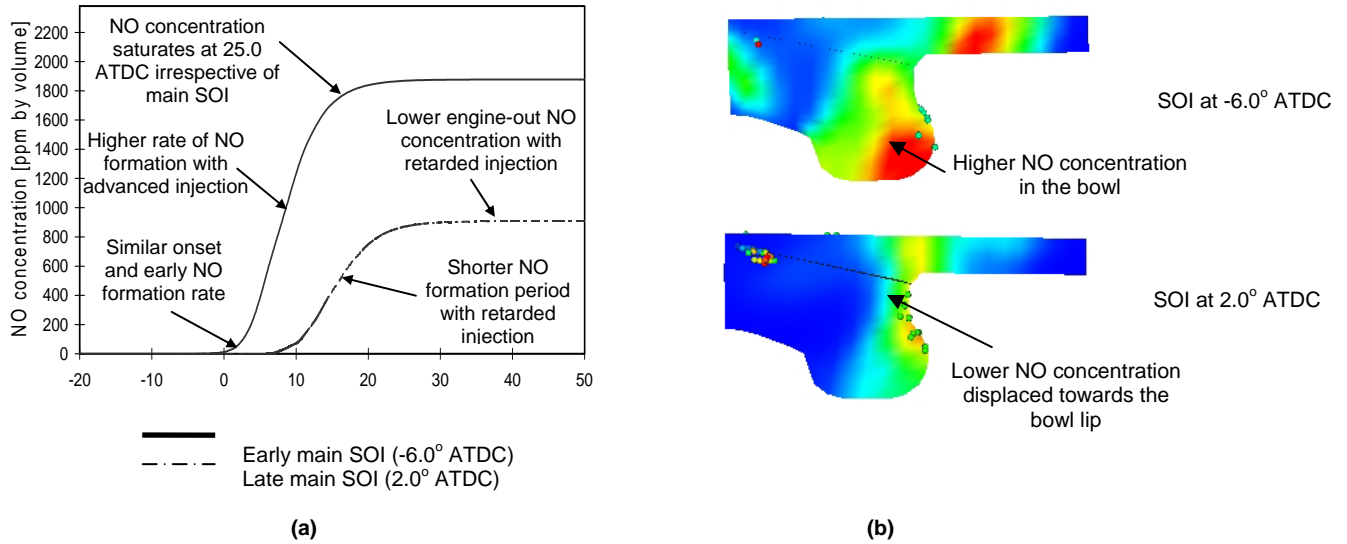 NO concentration
saturates at 25.0
ATDC irrespective of
main SOI
Higher rate of NO
formation with
advanced injection
Similar onset
and early NO
formation rate
Lower engine-out NO
concentration with
retarded injection
Shorter NO
formation period
with retarded
injection
NO concentration [ppm by volume]
2200
2000
1800
1600
1400
1200
1000
800
600
400
200
0
-20
-10
0
10
20
30
40
50
Early main SOI (-6.0° ATDC)
Late main SOI (2.0° ATDC)
(a)
SOI at -6.0° ATDC
Higher NO concentration
in the bowl
SOI at 2.0° ATDC
Lower NO concentration
displaced towards the
bowl lip
(b)